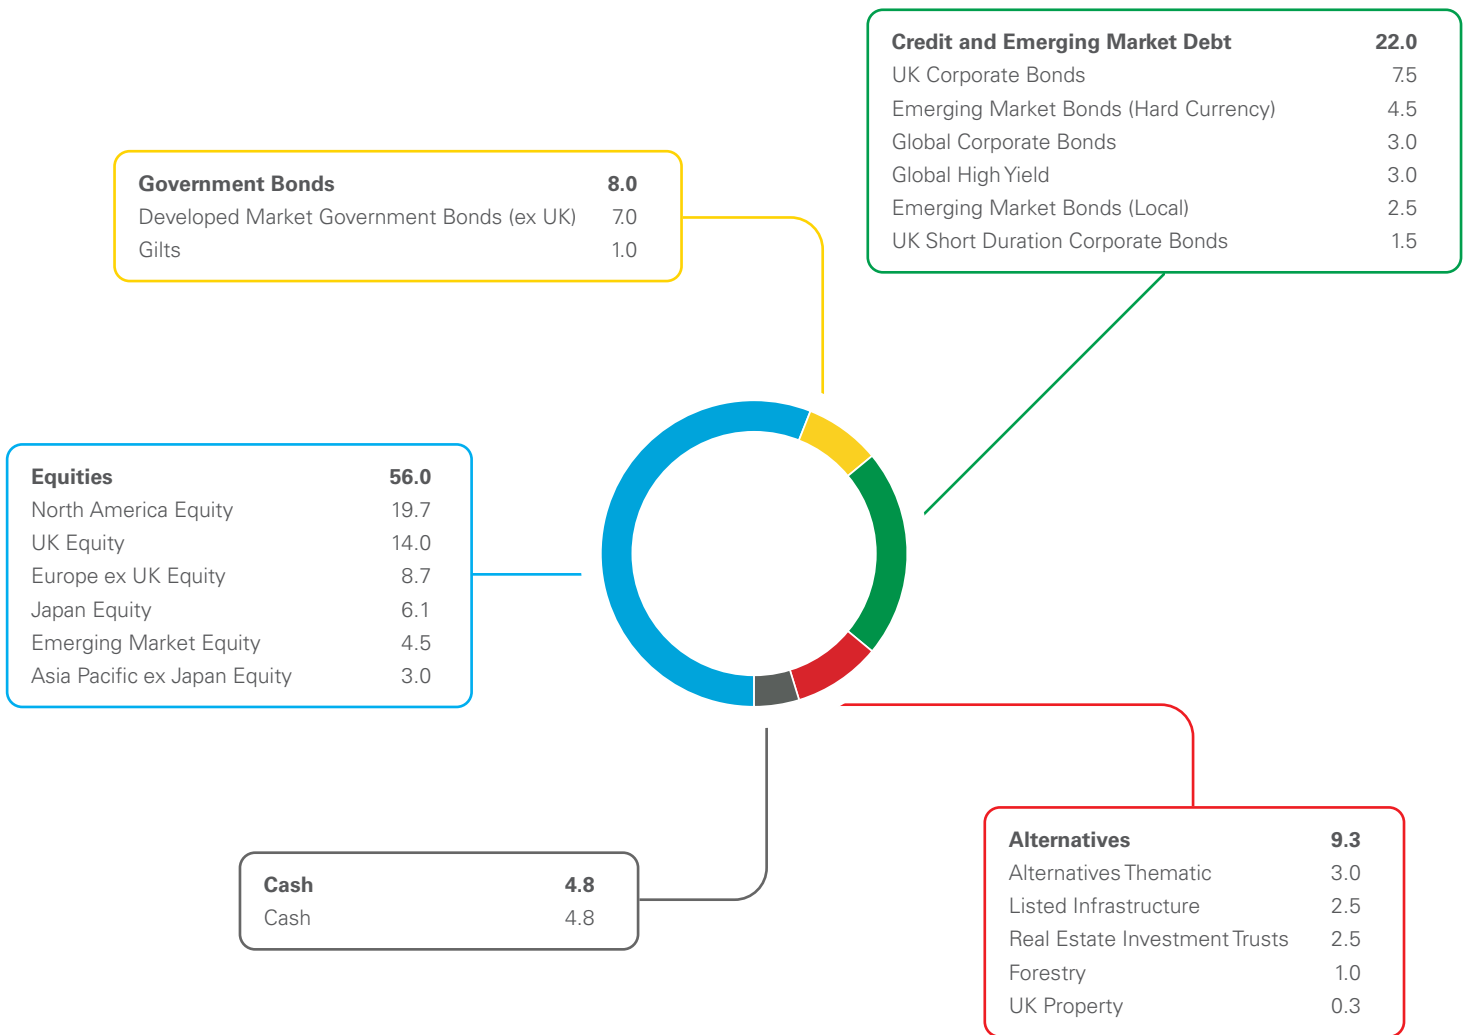 Credit and Emerging Market Debt 22.0
UK Corporate Bonds 7.5
Emerging Market Bonds (Hard Currency) 4.5
Global Corporate Bonds 3.0
Global High Yield 3.0
Emerging Market Bonds (Local) 2.5
UK Short Duration Corporate Bonds 1.5
Government Bonds 8.0
Developed Market Government Bonds (ex UK) 7.0
Gilts 1.0
Equities 56.0
North America Equity 19.7
UK Equity 14.0
Europe ex UK Equity 8.7
Japan Equity 6.1
Emerging Market Equity 4.5
Asia Pacific ex Japan Equity 3.0
Cash 4.8
Cash 4.8
Alternatives 9.3
Alternatives Thematic 3.0
Listed Infrastructure 2.5
Real Estate Investment Trusts 2.5
Forestry 1.0
UK Property 0.3